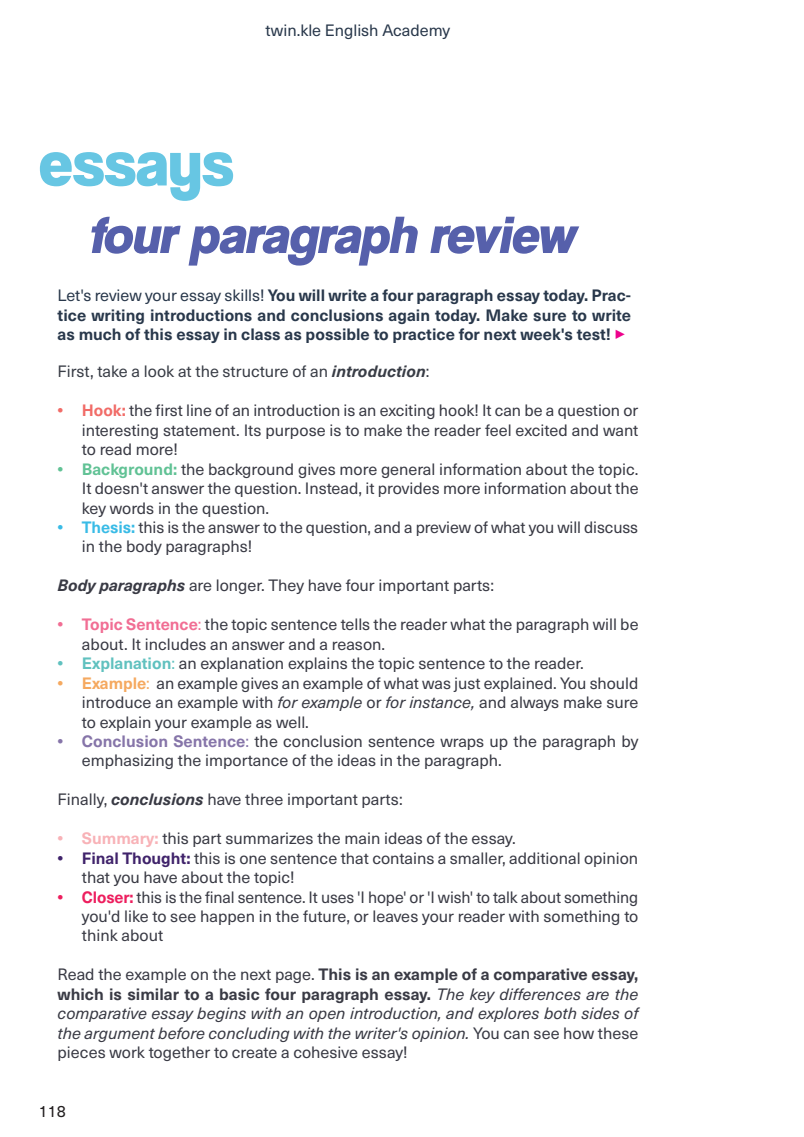 twin.kle English Academy
essays
four paragraph review
Let's review your essay skills! You will write a four paragraph essay today. Prac-
tice writing introductions and conclusions again today. Make sure to write
as much of this essay in class as possible to practice for next week's test! ►
First, take a look at the structure of an introduction:
• Hook: the first line of an introduction is an exciting hook! It can be a question or
interesting statement. Its purpose is to make the reader feel excited and want
to read more!
• Background: the background gives more general information about the topic.
It doesn't answer the question. Instead, it provides more information about the
key words in the question.
• Thesis: this is the answer to the question, and a preview of what you will discuss
in the body paragraphs!
Body paragraphs are longer. They have four important parts:
• Topic Sentence: the topic sentence tells the reader what the paragraph will be
about. It includes an answer and a reason.
• Explanation: an explanation explains the topic sentence to the reader.
• Example: an example gives an example of what was just explained. You should
introduce an example with for example or for instance, and always make sure
to explain your example as well.
• Conclusion Sentence: the conclusion sentence wraps up the paragraph by
emphasizing the importance of the ideas in the paragraph.
Finally, conclusions have three important parts:
• Summary: this part summarizes the main ideas of the essay.
• Final Thought: this is one sentence that contains a smaller, additional opinion
that you have about the topic!
• Closer: this is the final sentence. It uses 'I hope' or 'I wish' to talk about something
you'd like to see happen in the future, or leaves your reader with something to
think about
Read the example on the next page. This is an example of a comparative essay,
which is similar to a basic four paragraph essay. The key differences are the
comparative essay begins with an open introduction, and explores both sides of
the argument before concluding with the writer's opinion. You can see how these
pieces work together to create a cohesive essay!
118